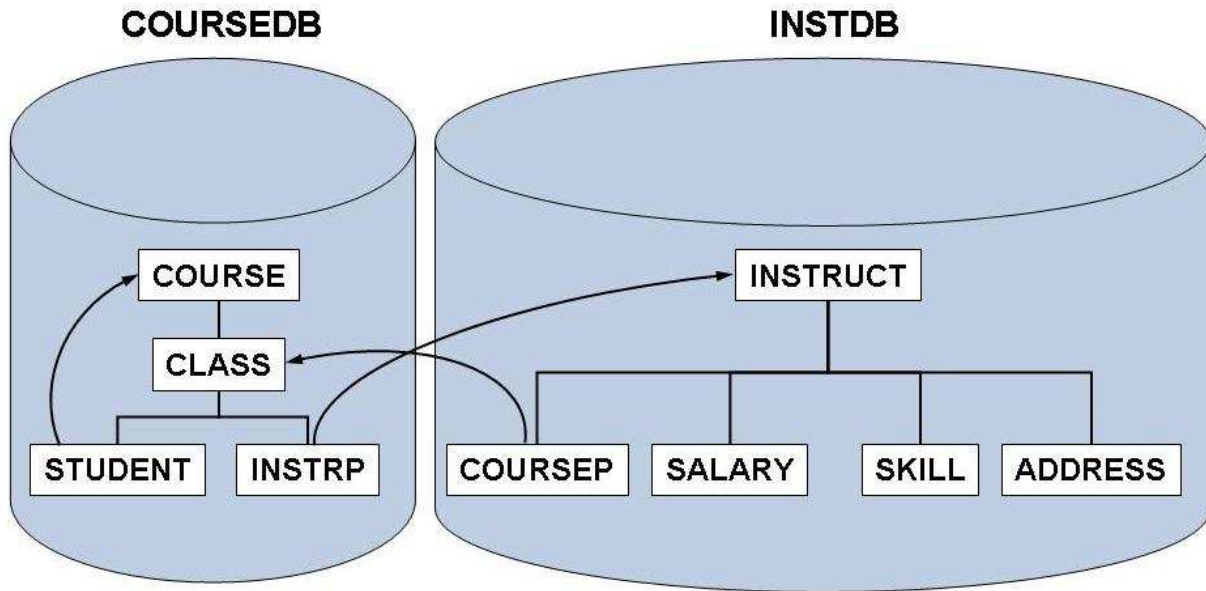 COURSEDB
INSTDB
COURSE
INSTRUCT
CLASS
STUDENT
INSTRP
COURSEP
SALARY
SKILL
ADDRESS